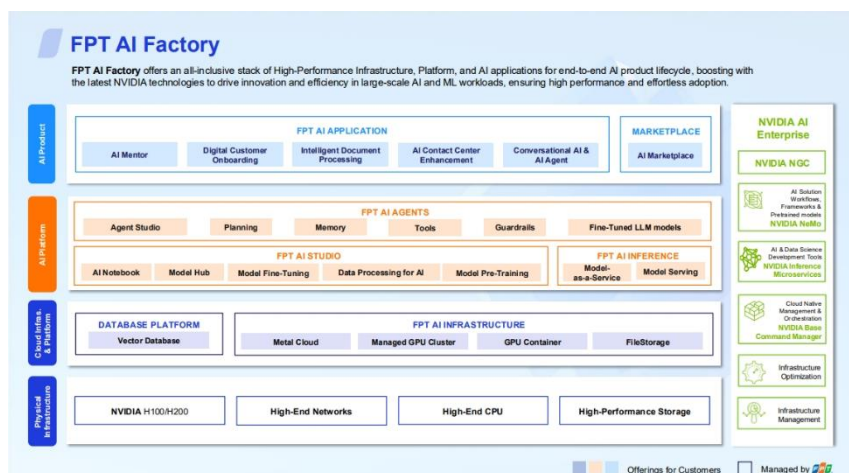 FPT AI Factory
FPT AI Factory offers an all-inclusive stack of High-Performance Infrastructure, Platform, and AI applications for end-to-end AI product lifecycle, boosting with
the latest NVIDIA technologies to drive innovation and efficiency in large-scale AI and ML workloads, ensuring high performance and effortless adoption.
AI Product
FPT AI APPLICATION
AI Mentor
Digital Customer
Onboarding
Intelligent Document
Processing
AI Contact Center
Enhancement
Conversational AI &
AI Agent
MARKETPLACE
AI Marketplace
AI Platform
FPT AI AGENTS
Agent Studio
Planning
Memory
Tools
Guardrails
Fine-Tuned LLM models
FPT AI STUDIO
AI Notebook
Model Hub
Model Fine-Tuning
Data Processing for AI
Model Pre-Training
FPT AI INFERENCE
Model-
as-a-Service
Model Serving
Cloud Infras.
& Platform
DATABASE PLATFORM
Vector Database
FPT AI INFRASTRUCTURE
Metal Cloud
Managed GPU Cluster
GPU Container
FileStorage
Physical
Infrastructure
NVIDIA H100/H200
High-End Networks
High-End CPU
High-Performance Storage
NVIDIA AI
Enterprise
NVIDIA NGC
AI Solution
Workflows,
Frameworks &
Pretrained models
NVIDIA NeMo
AI & Data Science
Development Tools
NVIDIA Inference
Microservices
Cloud Native
Management &
Orchestration
NVIDIA Base
Command Manager
Infrastructure
Optimization
Infrastructure
Management
Offerings for Customers
Managed by FPT